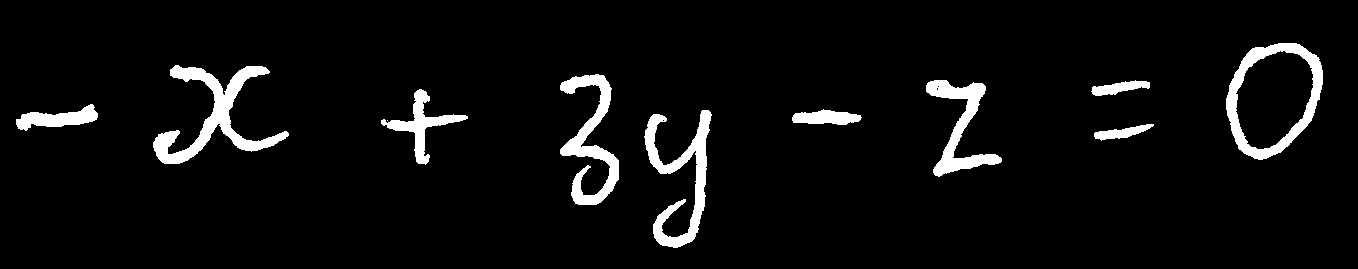 -x + 3y - z = 0